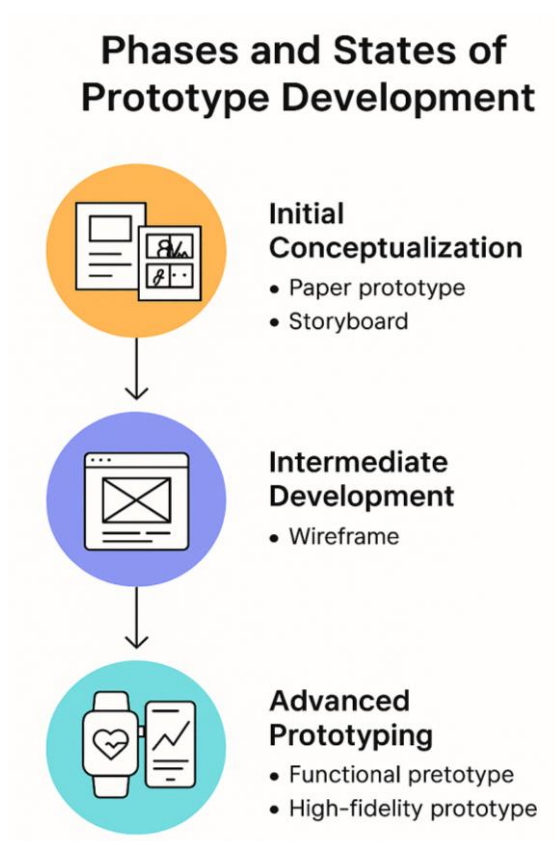 Phases and States of
Prototype Development
Initial
Conceptualization
• Paper prototype
• Storyboard
Intermediate
Development
• Wireframe
Advanced
Prototyping
• Functional pretotype
• High-fidelity prototype